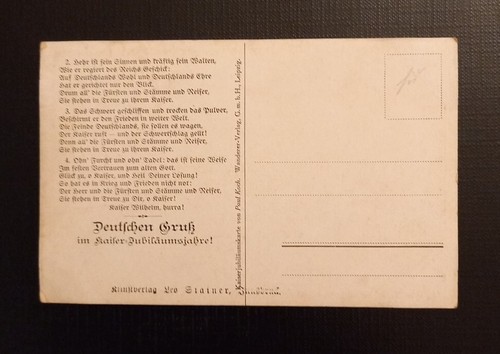 2. Hehr ist sein Sinnen und kräftig sein Walten,
Wie er regiert des Reichs Geschick:
Auf Deutschlands Wohl und Deutschlands Ehre
Hat er gerichtet nur den Blick.
Drum all' die Fürsten und Stämme und Reiser,
Sie stehen in Treue zu ihrem Kaiser.
3. Das Schwert geschliffen und trocken das Pulver,
Beschirmt er den Frieden in weiter Welt.
Die Feinde Deutschlands, sie sollen es wagen,
Der Kaiser ruft — und der Schwertschlag gellt!
Denn all' die Fürsten und Stämme und Reiser,
Sie stehen in Treue zu ihrem Kaiser.
4. Ohn' Furcht und ohn' Tadel: das ist seine Weise
Im festen Vertrauen zum alten Gott.
Glück zu, o Kaiser, und Heil Deiner Losung!
So hat es in Krieg und Frieden nicht not:
Der Herr und die Fürsten und Stämme und Reiser,
Sie stehen in Treue zu Dir, o Kaiser!
Kaiser Wilhelm, hurra!
Deutschen Gruß
im Kaiser-Jubiläumsjahre!
Kunstverlag Leo Stainer,
Kaiserjubiläumskarte von Paul Koth. Wanderer-Verlag, G. m. b. H., Leipzig.